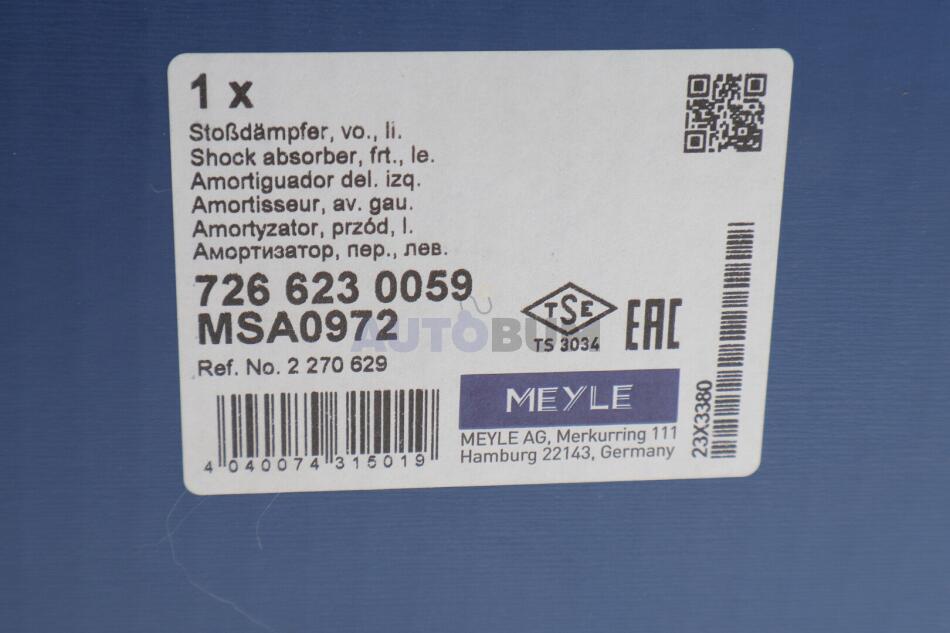 1 x
Stoßdämpfer, vo., li.
Shock absorber, frt., le.
Amortiguador del. izq.
Amortisseur, av. gau.
Amortyzator, przód, l.
Амортизатор, пер., лев.
726 623 0059
MSA0972
AUTOBUM
Ref. No. 2 270 629
TSE
TS 3034
EAC
MEYLE
MEYLE AG, Merkurring 111
Hamburg 22143, Germany
4 040074 315019
23X3380